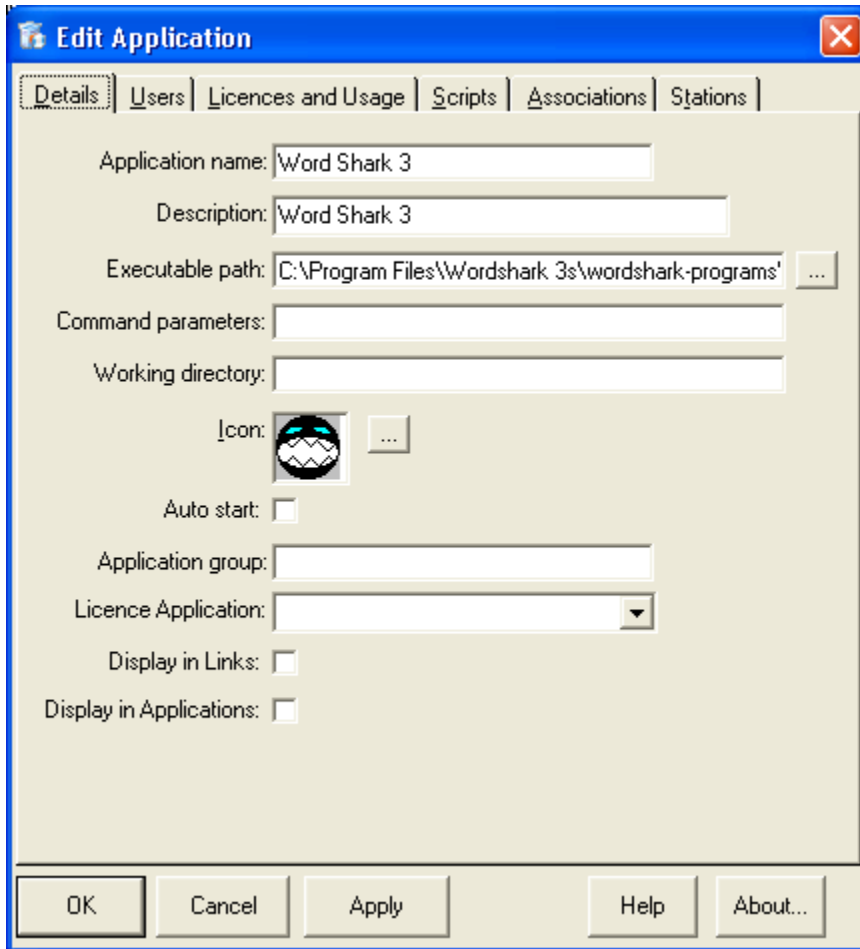 Edit Application
Details Users Licences and Usage Scripts Associations Stations
Application name: Word Shark 3
Description: Word Shark 3
Executable path: C:\Program Files\Wordshark 3s\wordshark-programs' ...
Command parameters:
Working directory:
Icon: ...
Auto start:
Application group:
Licence Application:
Display in Links:
Display in Applications:
OK Cancel Apply Help About...